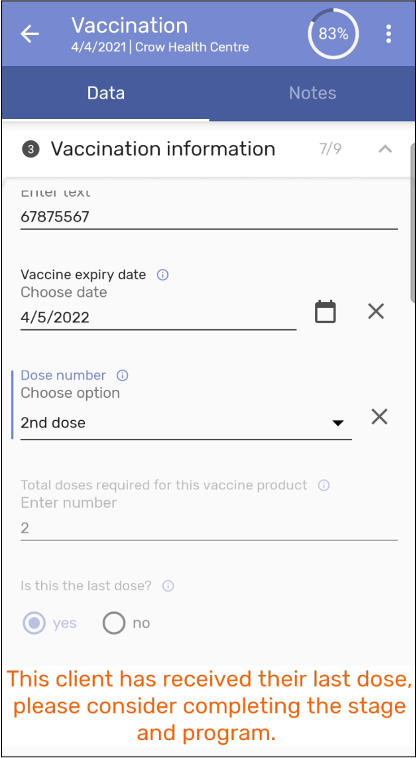 Vaccination
4/4/2021 | Crow Health Centre
83%
Data
Notes
3 Vaccination information 7/9
Enter text
67875567
Vaccine expiry date
Choose date
4/5/2022
Dose number
Choose option
2nd dose
Total doses required for this vaccine product
Enter number
2
Is this the last dose?
yes no
This client has received their last dose,
please consider completing the stage
and program.